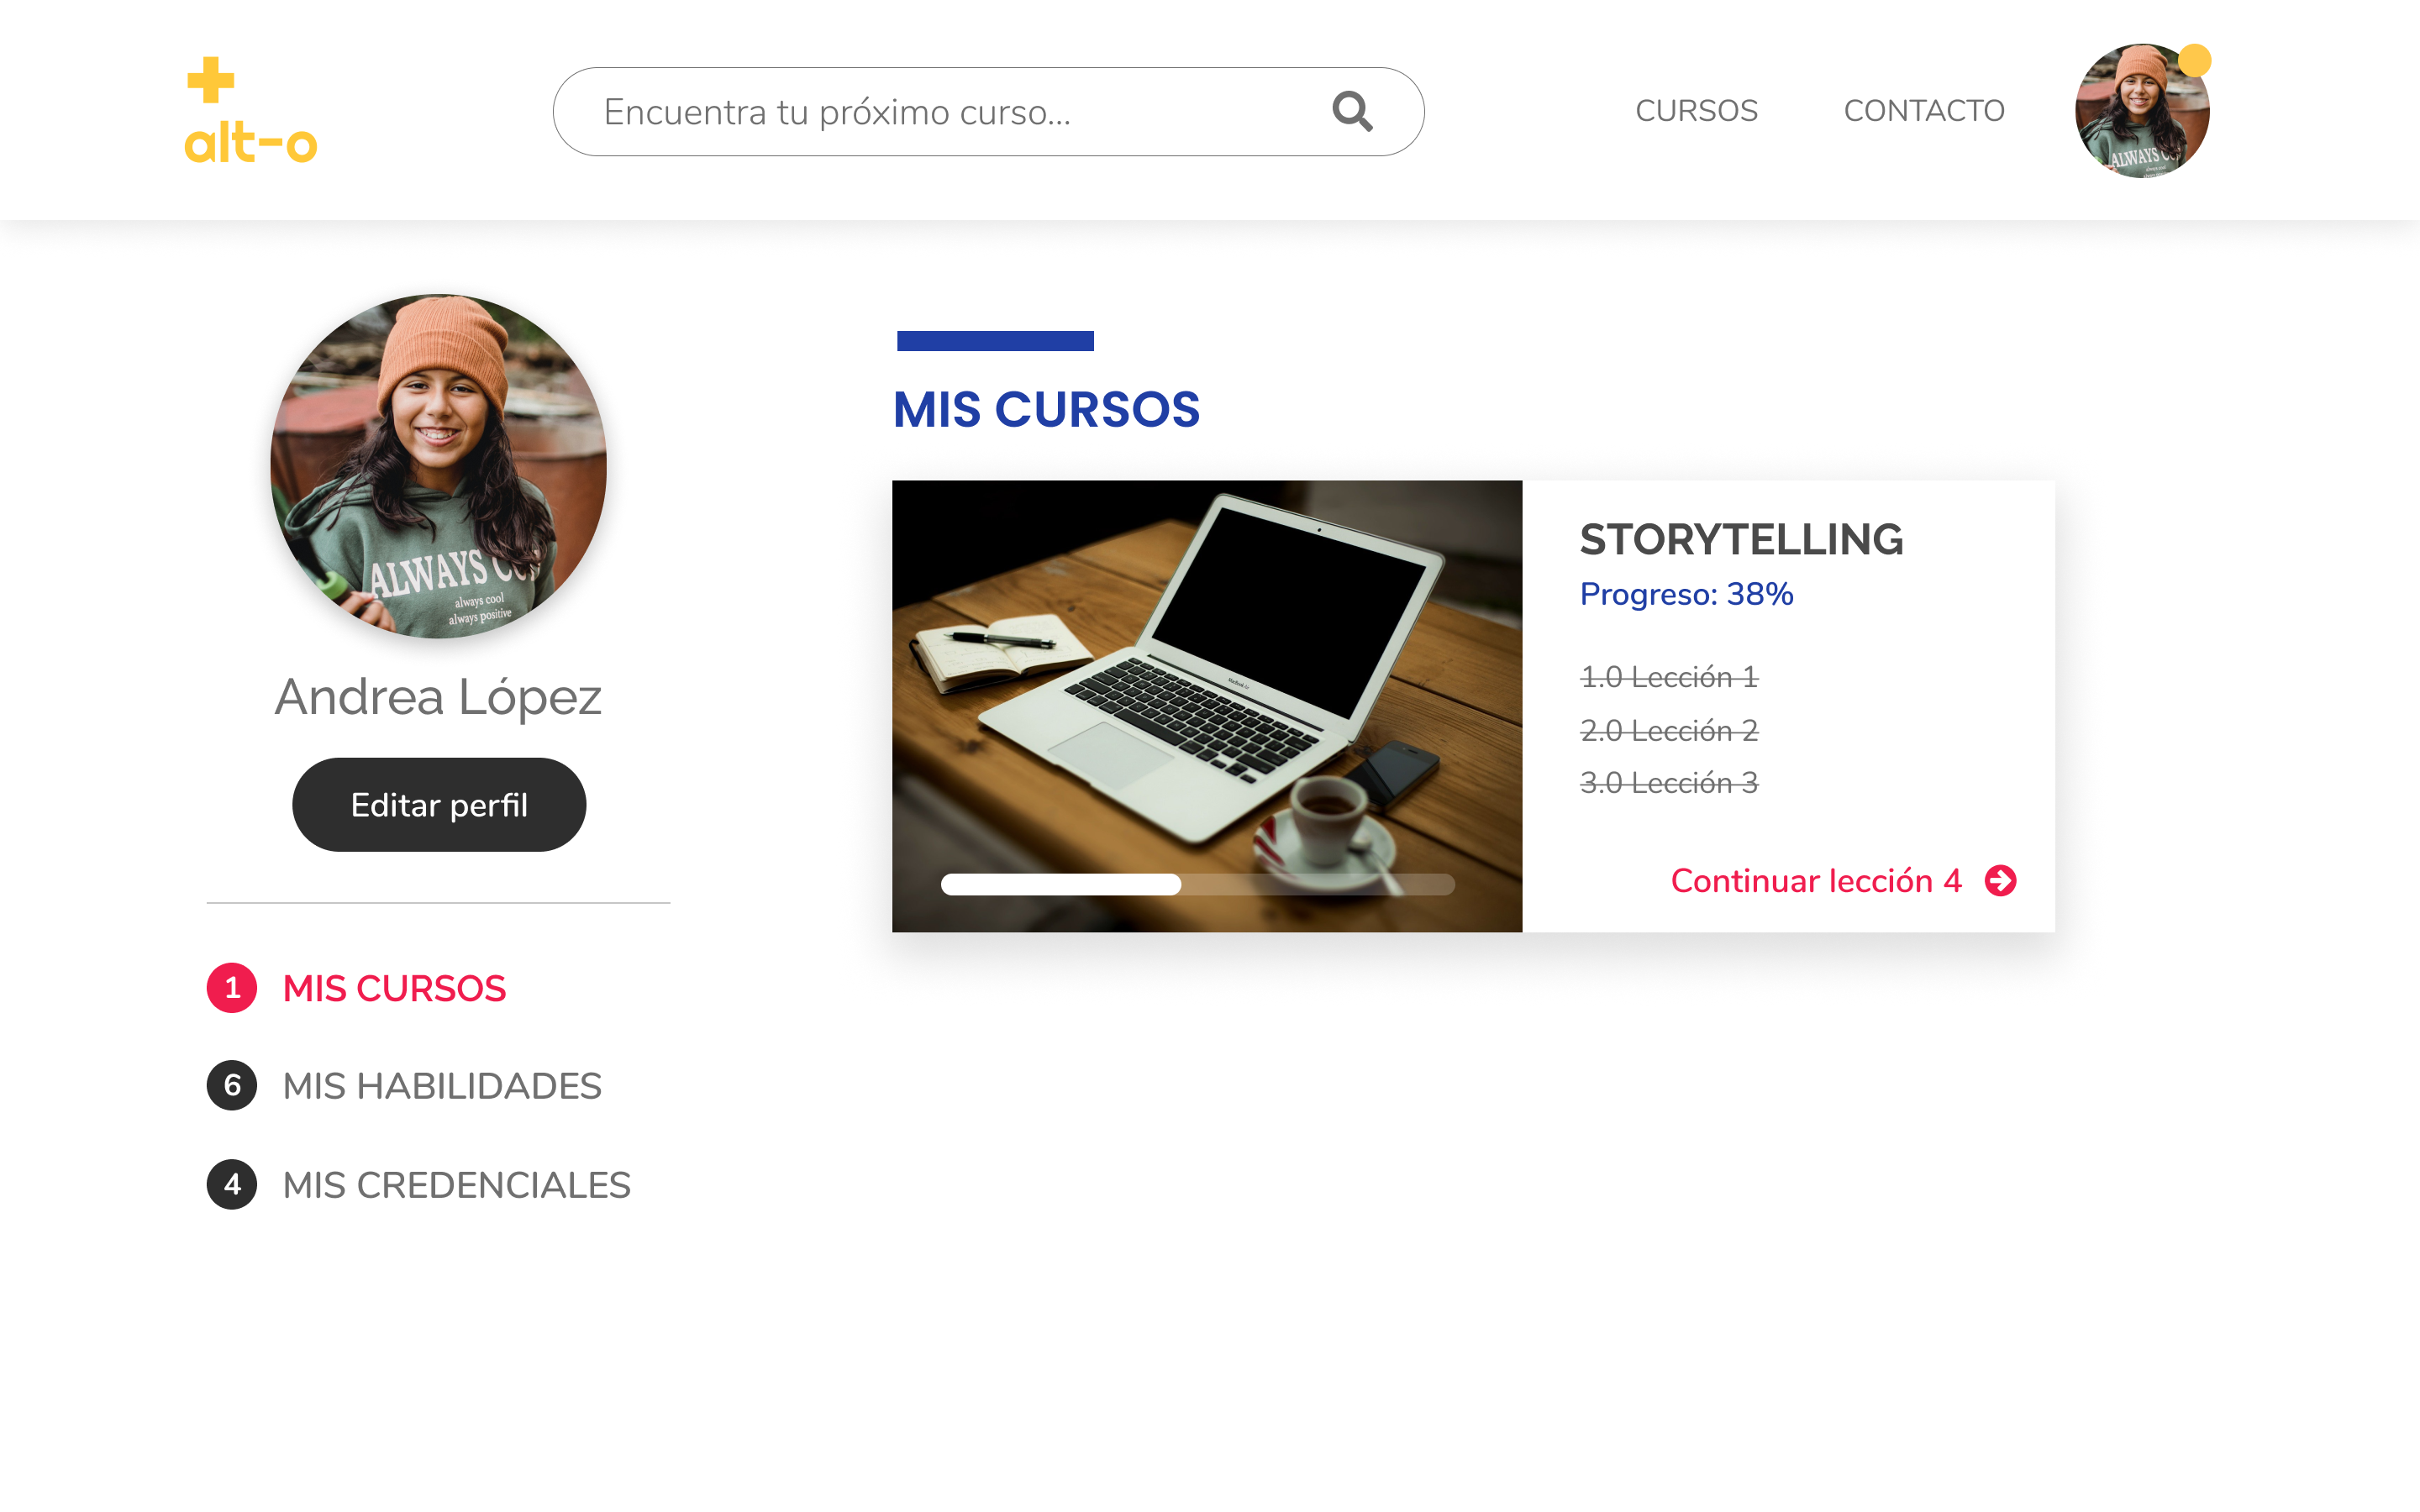 alt-o
Encuentra tu próximo curso...
CURSOS
CONTACTO
ALWAYS
ALWAYS
always cool
always positive
Andrea López
Editar perfil
1 MIS CURSOS
6 MIS HABILIDADES
4 MIS CREDENCIALES
MIS CURSOS
STORYTELLING
Progreso: 38%
1.0 Lección 1
2.0 Lección 2
3.0 Lección 3
Continuar lección 4